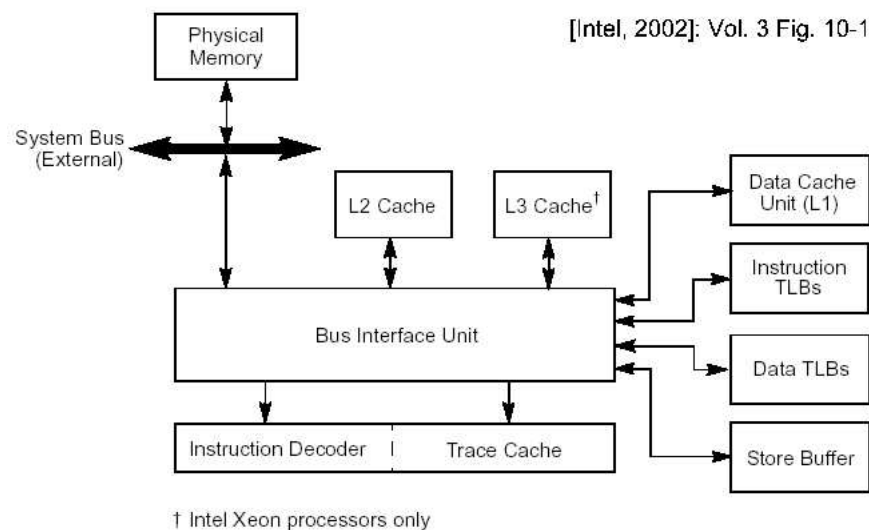 [Intel, 2002]: Vol. 3 Fig. 10-1
Physical
Memory
System Bus
(External)
L2 Cache
L3 Cache†
Data Cache
Unit (L1)
Instruction
TLBs
Bus Interface Unit
Data TLBs
Instruction Decoder
Trace Cache
Store Buffer
† Intel Xeon processors only